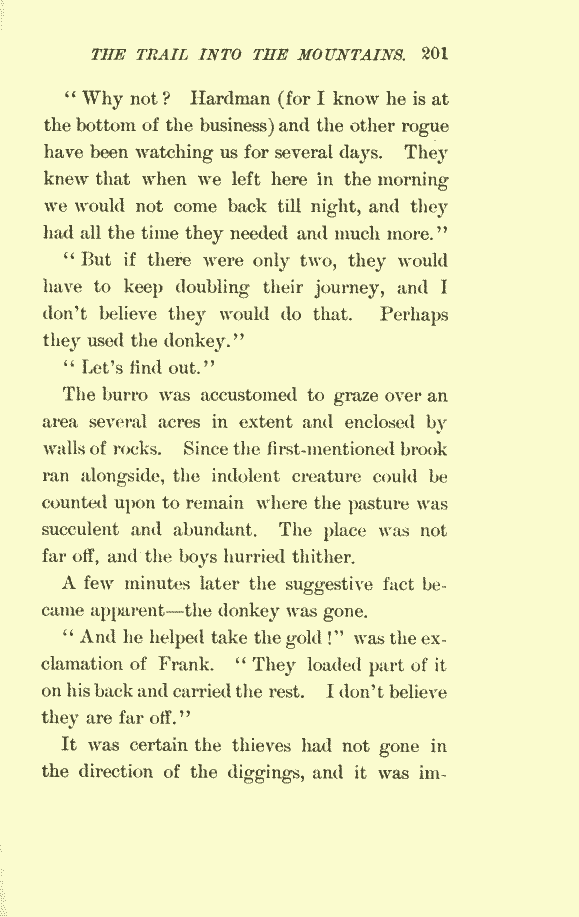 THE TRAIL INTO THE MOUNTAINS. 201
“ Why not ? Hardman (for I know he is at
the bottom of the business) and the other rogue
have been watching us for several days. They
knew that when we left here in the morning
we would not come back till night, and they
had all the time they needed and much more.”
“ But if there were only two, they would
have to keep doubling their journey, and I
don’t believe they would do that. Perhaps
they used the donkey.”
“ Let’s find out.”
The burro was accustomed to graze over an
area several acres in extent and enclosed by
walls of rocks. Since the first-mentioned brook
ran alongside, the indolent creature could be
counted upon to remain where the pasture was
succulent and abundant. The place was not
far off, and the boys hurried thither.
A few minutes later the suggestive fact be-
came apparent—the donkey was gone.
“ And he helped take the gold !” was the ex-
clamation of Frank. “ They loaded part of it
on his back and carried the rest. I don’t believe
they are far off.”
It was certain the thieves had not gone in
the direction of the diggings, and it was im-